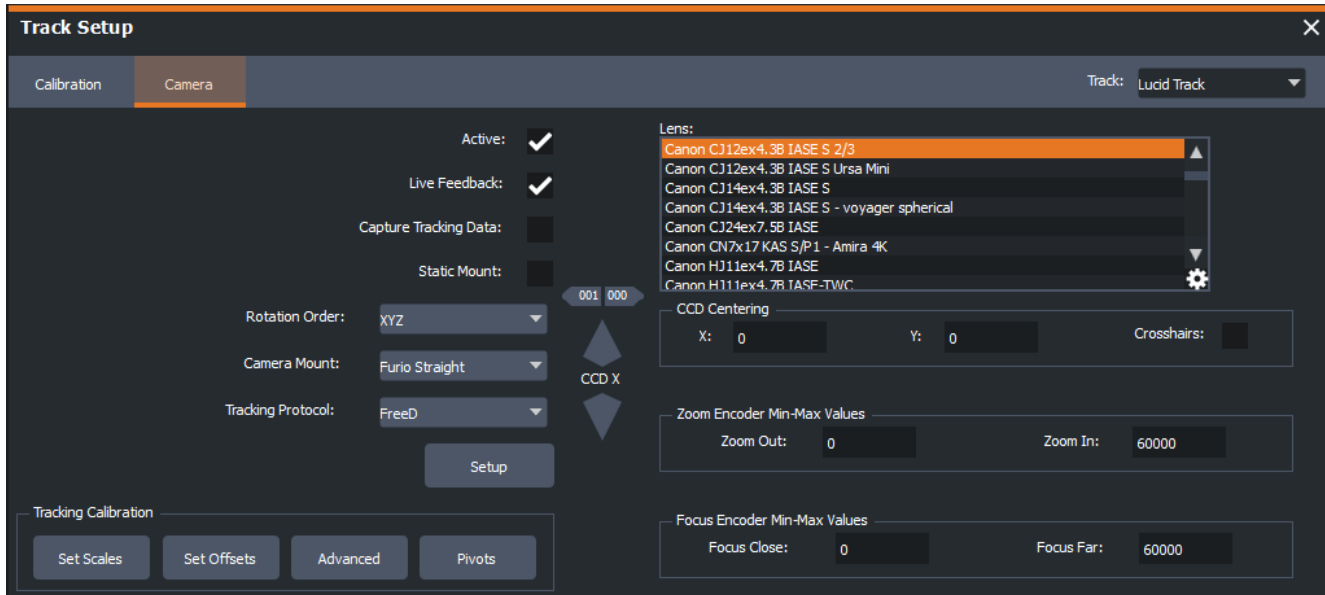 Track Setup
Calibration
Camera
Track:
Lucid Track
Active:
Live Feedback:
Capture Tracking Data:
Static Mount:
Rotation Order:
XYZ
Camera Mount:
Furio Straight
Tracking Protocol:
FreeD
Setup
Tracking Calibration
Set Scales
Set Offsets
Advanced
Pivots
001 000
CCD X
Lens:
Canon CJ12ex4.3B IASE S 2/3
Canon CJ12ex4.3B IASE S Ursa Mini
Canon CJ14ex4.3B IASE S
Canon CJ14ex4.3B IASE S - voyager spherical
Canon CJ24ex7.5B IASE
Canon CN7x17 KAS S/P1 - Amira 4K
Canon HJ11ex4.7B IASE
Canon HJ11ex4.7B IASE-TWC
CCD Centering
X: 0
Y: 0
Crosshairs:
Zoom Encoder Min-Max Values
Zoom Out: 0
Zoom In: 60000
Focus Encoder Min-Max Values
Focus Close: 0
Focus Far: 60000